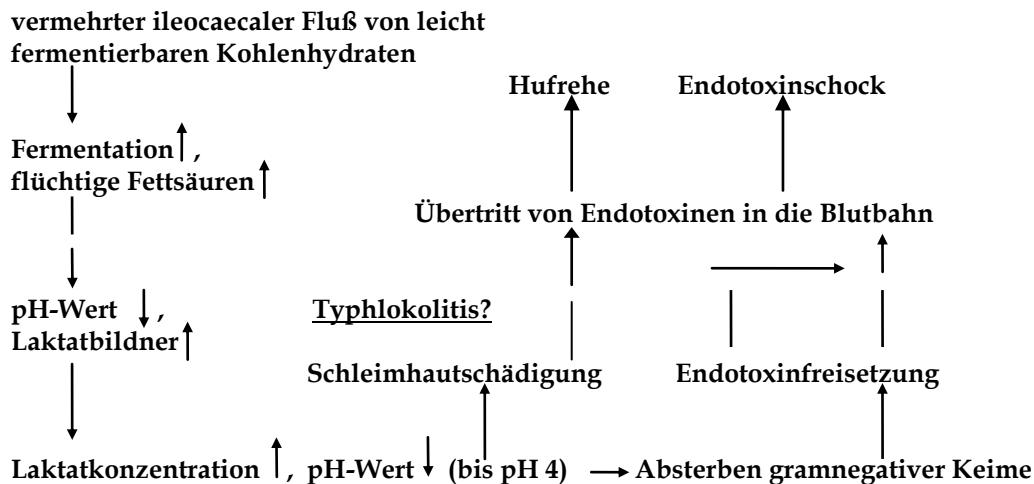 vermehrter ileocaecaler Fluß von leicht
fermentierbaren Kohlenhydraten
Hufrehe Endotoxinschock
Fermentation↑,
flüchtige Fettsäuren↑
Übertritt von Endotoxinen in die Blutbahn
pH-Wert ↓,
Laktatbildner↑
Typhlokolitis?
Schleimhautschädigung Endotoxinfreisetzung
Laktatkonzentration ↑, pH-Wert ↓ (bis pH 4) → Absterben gramnegativer Keime